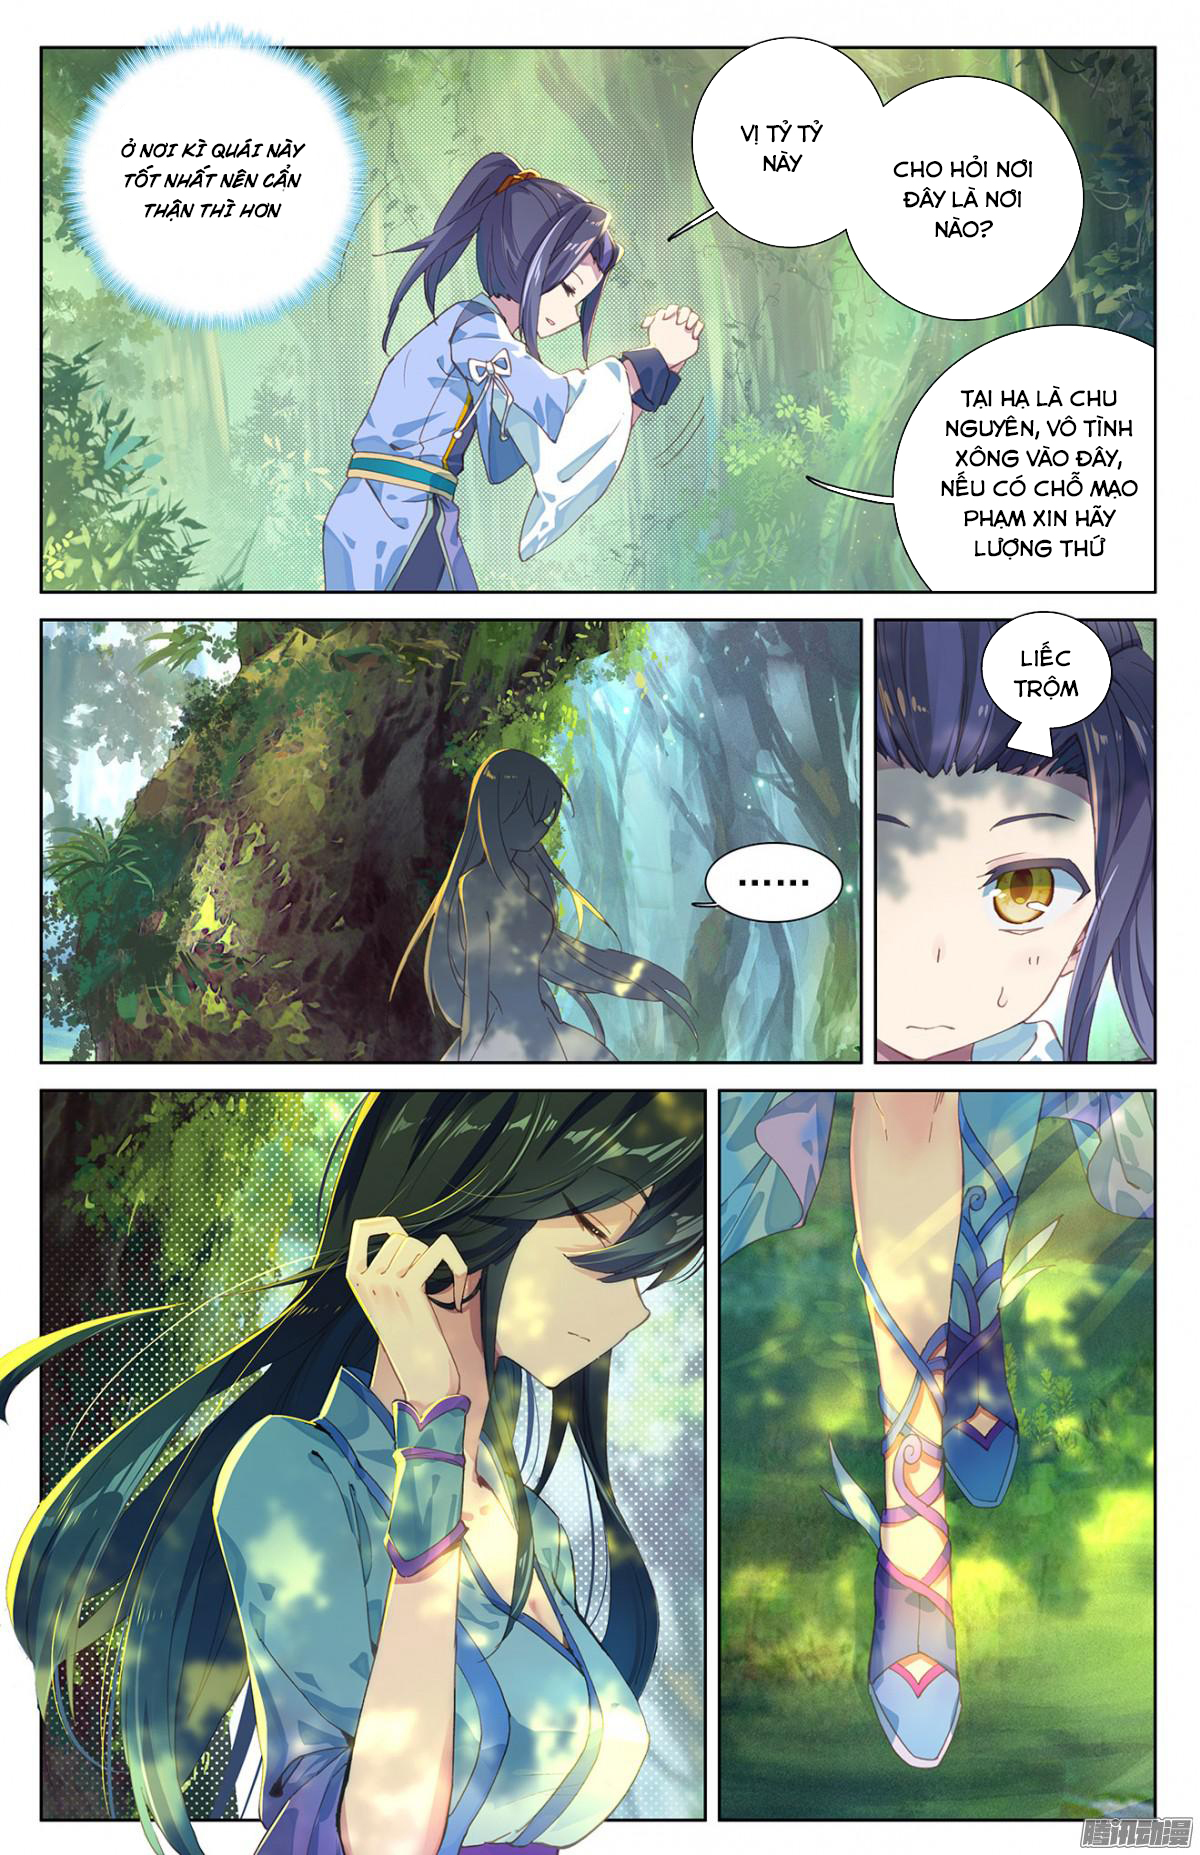 Ở NƠI KÌ QUÁI NÀY
TỐT NHẤT NÊN CẨN
THẬN THÌ HƠN
VỊ TỶ TỶ
NÀY
CHO HỎI NƠI
ĐÂY LÀ NƠI
NÀO?
TẠI HẠ LÀ CHU
NGUYÊN, VÔ TÌNH
XÔNG VÀO ĐÂY,
NẾU CÓ CHỖ MẠO
PHẠM XIN HÃY
LƯỢNG THỨ
LIẾC
TRỘM
......
腾讯动漫